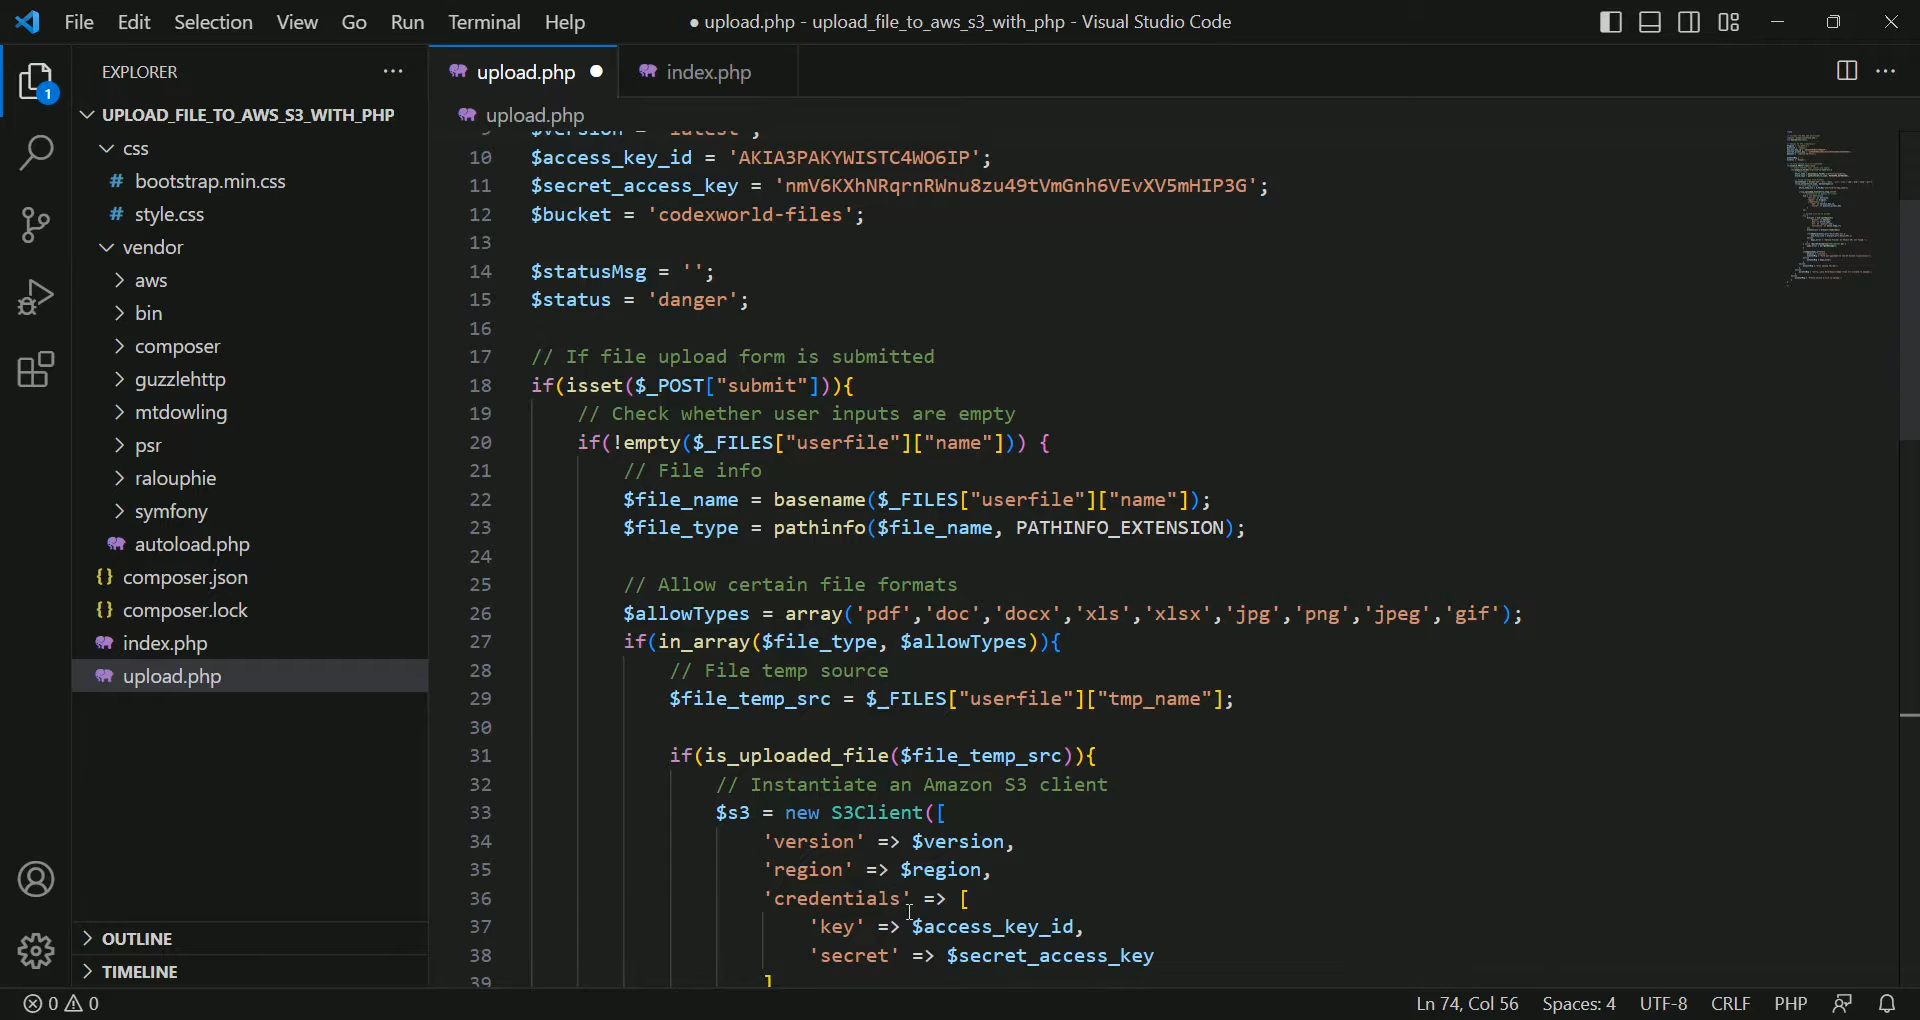 File Edit Selection View Go Run Terminal Help
● upload.php - upload_file_to_aws_s3_with_php - Visual Studio Code
EXPLORER
1
UPLOAD_FILE_TO_AWS_S3_WITH_PHP
css
# bootstrap.min.css
# style.css
vendor
aws
bin
composer
guzzlehttp
mtdowling
psr
ralouphie
symfony
autoload.php
{} composer.json
{} composer.lock
index.php
upload.php
OUTLINE
TIMELINE
upload.php
index.php
upload.php
9 $version = 'latest';
10 $access_key_id = 'AKIA3PAKYWISTC4WO6IP';
11 $secret_access_key = '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';
12 $bucket = 'codexworld-files';
13
14 $statusMsg = '';
15 $status = 'danger';
16
17 // If file upload form is submitted
18 if(isset($_POST["submit"])){
19 // Check whether user inputs are empty
20 if(!empty($_FILES["userfile"]["name"])) {
21 // File info
22 $file_name = basename($_FILES["userfile"]["name"]);
23 $file_type = pathinfo($file_name, PATHINFO_EXTENSION);
24
25 // Allow certain file formats
26 $allowTypes = array('pdf','doc','docx','xls','xlsx','jpg','png','jpeg','gif');
27 if(in_array($file_type, $allowTypes)){
28 // File temp source
29 $file_temp_src = $_FILES["userfile"]["tmp_name"];
30
31 if(is_uploaded_file($file_temp_src)){
32 // Instantiate an Amazon S3 client
33 $s3 = new S3Client([
34 'version' => $version,
35 'region' => $region,
36 'credentials' => [
37 'key' => $access_key_id,
38 'secret' => $secret_access_key
39 ]
0 0
Ln 74, Col 56 Spaces: 4 UTF-8 CRLF PHP